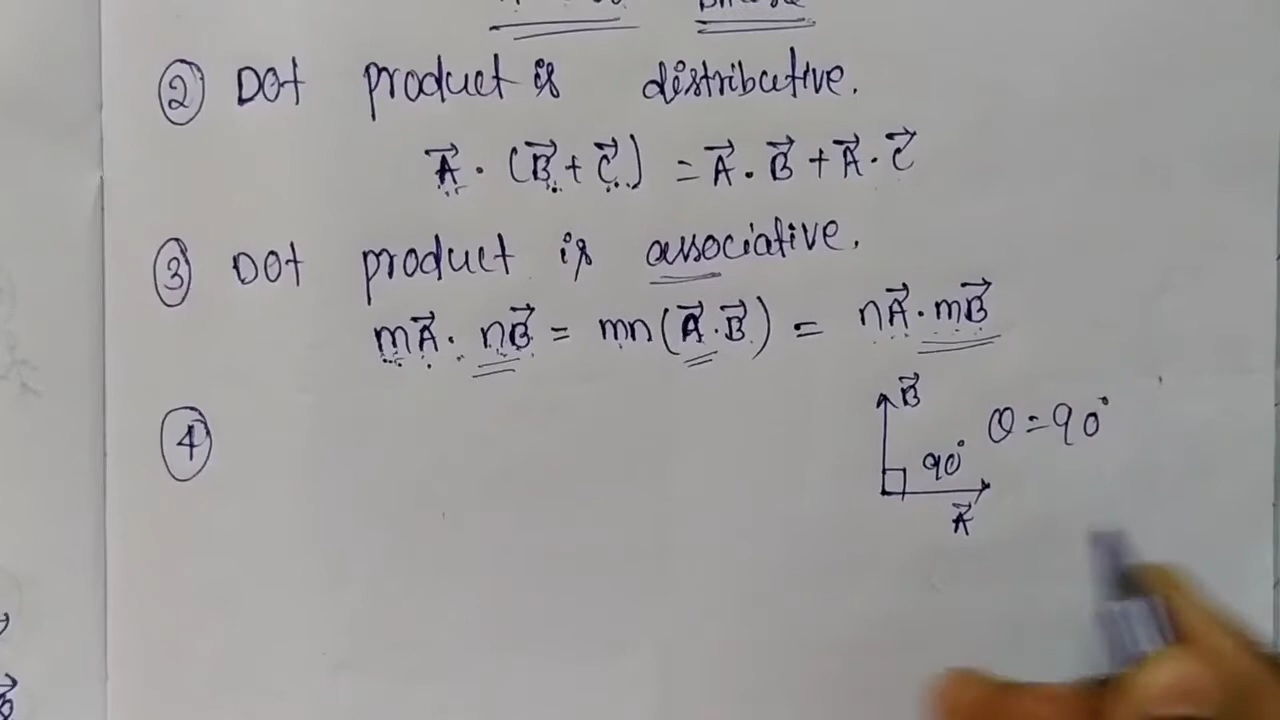 ② Dot product is distributive.
A⃗ · (B⃗ + C⃗) = A⃗ · B⃗ + A⃗ · C⃗
③ Dot product is associative.
mA⃗ · nB⃗ = mn(A⃗ · B⃗) = nA⃗ · mB⃗
④
B⃗
90° θ = 90°
A⃗